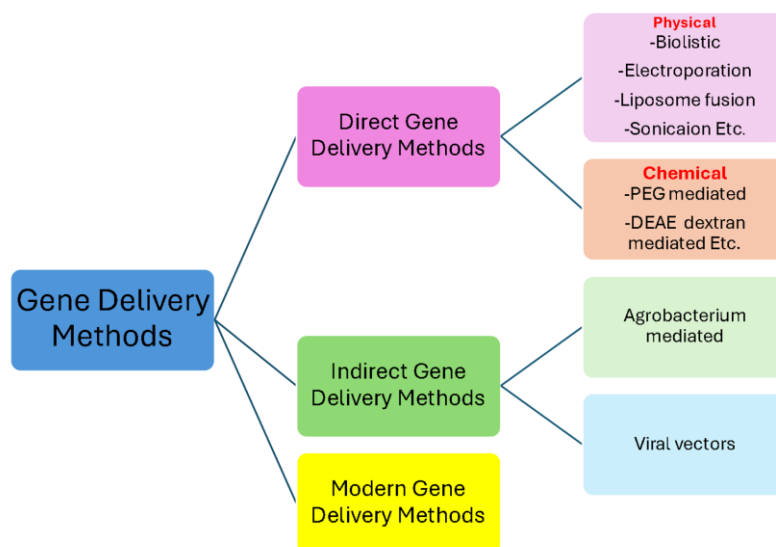 Gene Delivery
Methods
Direct Gene
Delivery Methods
Physical
-Biolistic
-Electroporation
-Liposome fusion
-Sonicaion Etc.
Chemical
-PEG mediated
-DEAE dextran
mediated Etc.
Indirect Gene
Delivery Methods
Agrobacterium
mediated
Viral vectors
Modern Gene
Delivery Methods